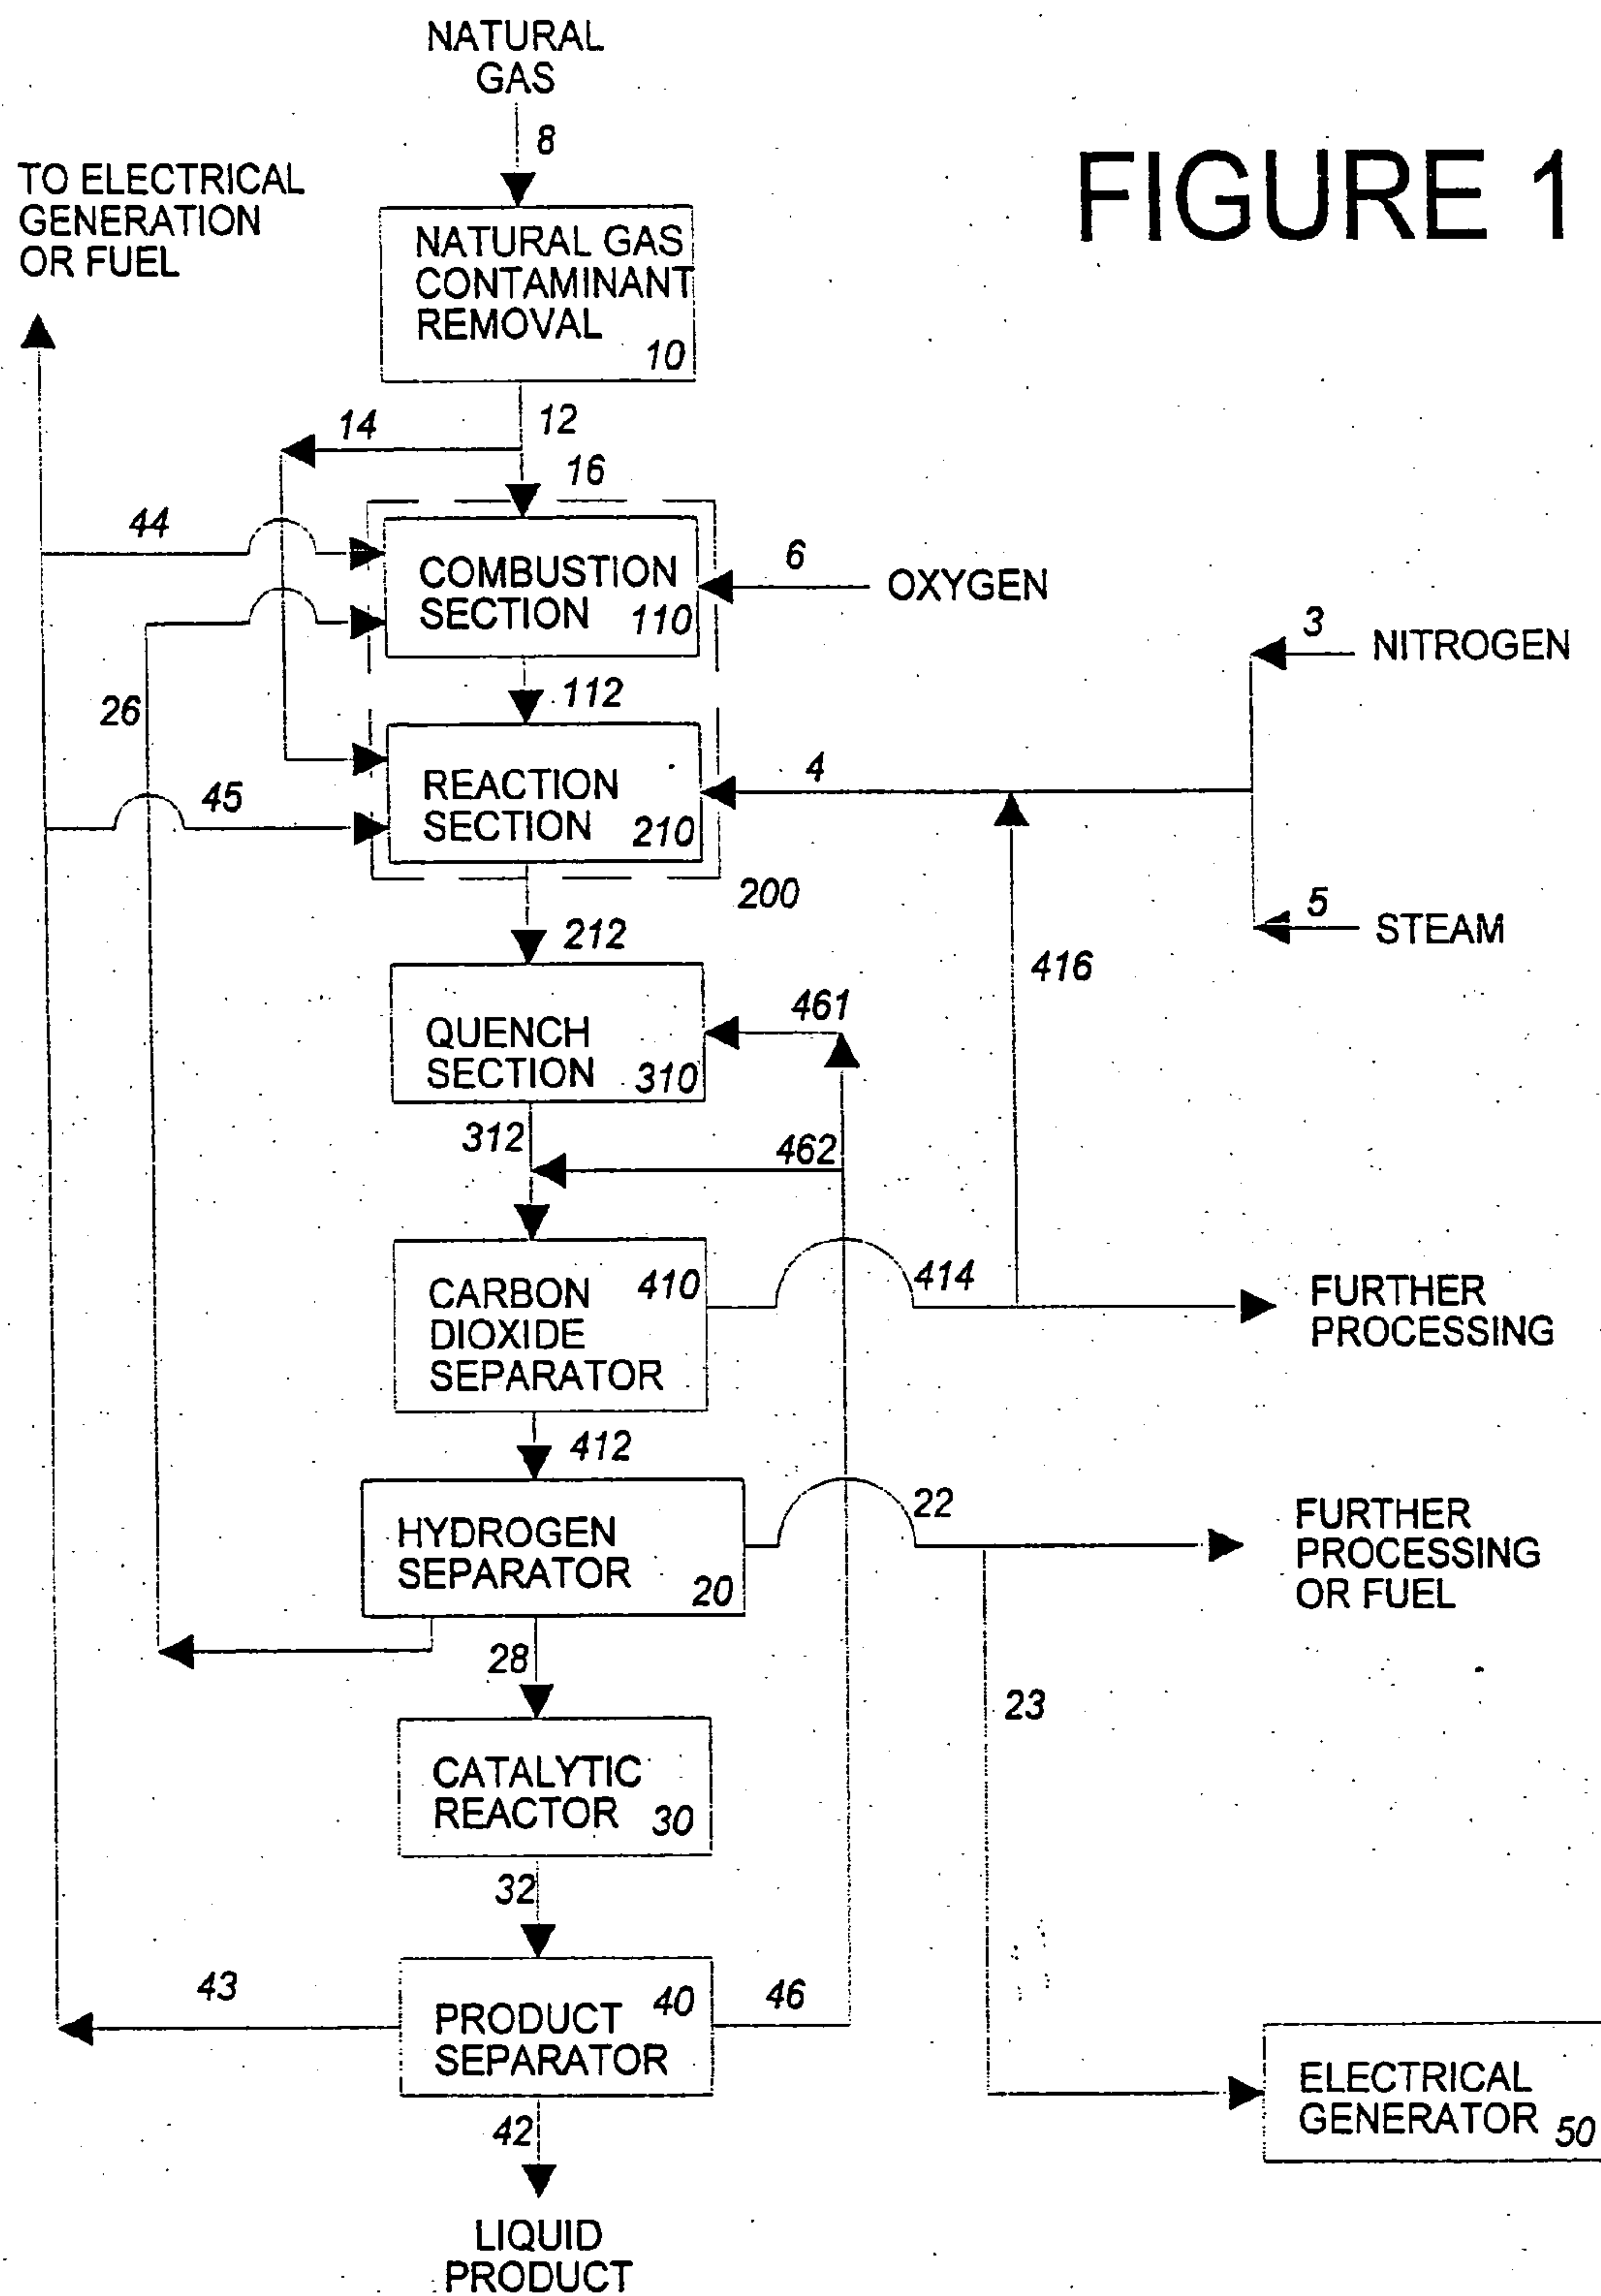 NATURAL
GAS
8
FIGURE 1
TO ELECTRICAL
GENERATION
OR FUEL
NATURAL GAS
CONTAMINANT
REMOVAL
10
14
12
16
44
COMBUSTION
SECTION
110
6
OXYGEN
3
NITROGEN
112
26
REACTION
SECTION
210
4
45
200
5
STEAM
212
416
QUENCH
SECTION
310
461
312
462
CARBON
DIOXIDE
SEPARATOR
410
414
FURTHER
PROCESSING
412
HYDROGEN
SEPARATOR
20
22
FURTHER
PROCESSING
OR FUEL
28
23
CATALYTIC
REACTOR
30
32
43
PRODUCT
SEPARATOR
40
46
ELECTRICAL
GENERATOR
50
42
LIQUID
PRODUCT